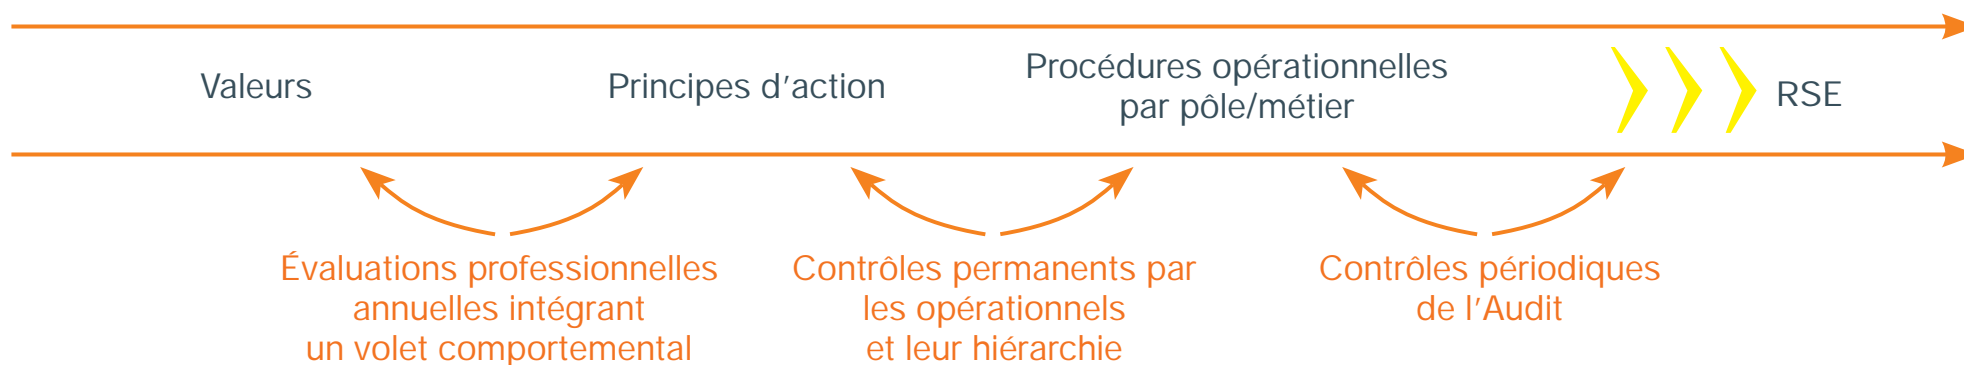 Valeurs
Principes d’action
Procédures opérationnelles
par pôle/métier
RSE
Évaluations professionnelles
annuelles intégrant
un volet comportemental
Contrôles permanents par
les opérationnels
et leur hiérarchie
Contrôles périodiques
de l’Audit